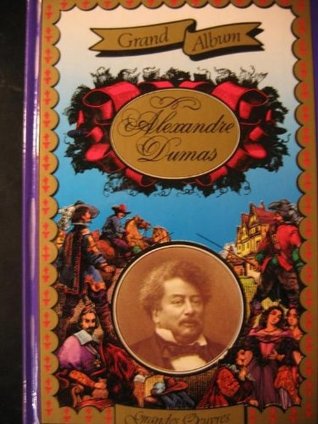 Grand Album
Alexandre
Dumas
Grandes Oeuvres